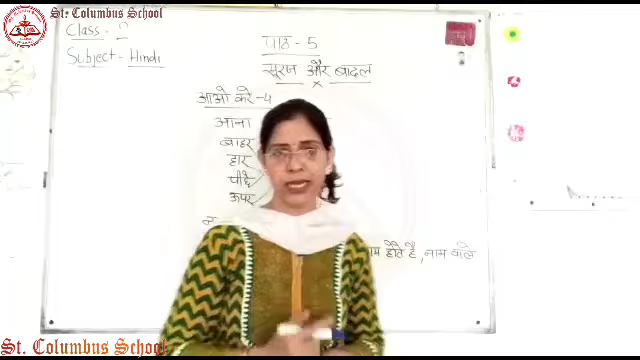 St. Columbus School
Class - 2
Subject - Hindi
पाठ - 5
सूरज और बादल
आओ करे - 4
आना
बाहर
हार
पीछे
ऊपर
होते है, नाम वाले
St. Columbus School